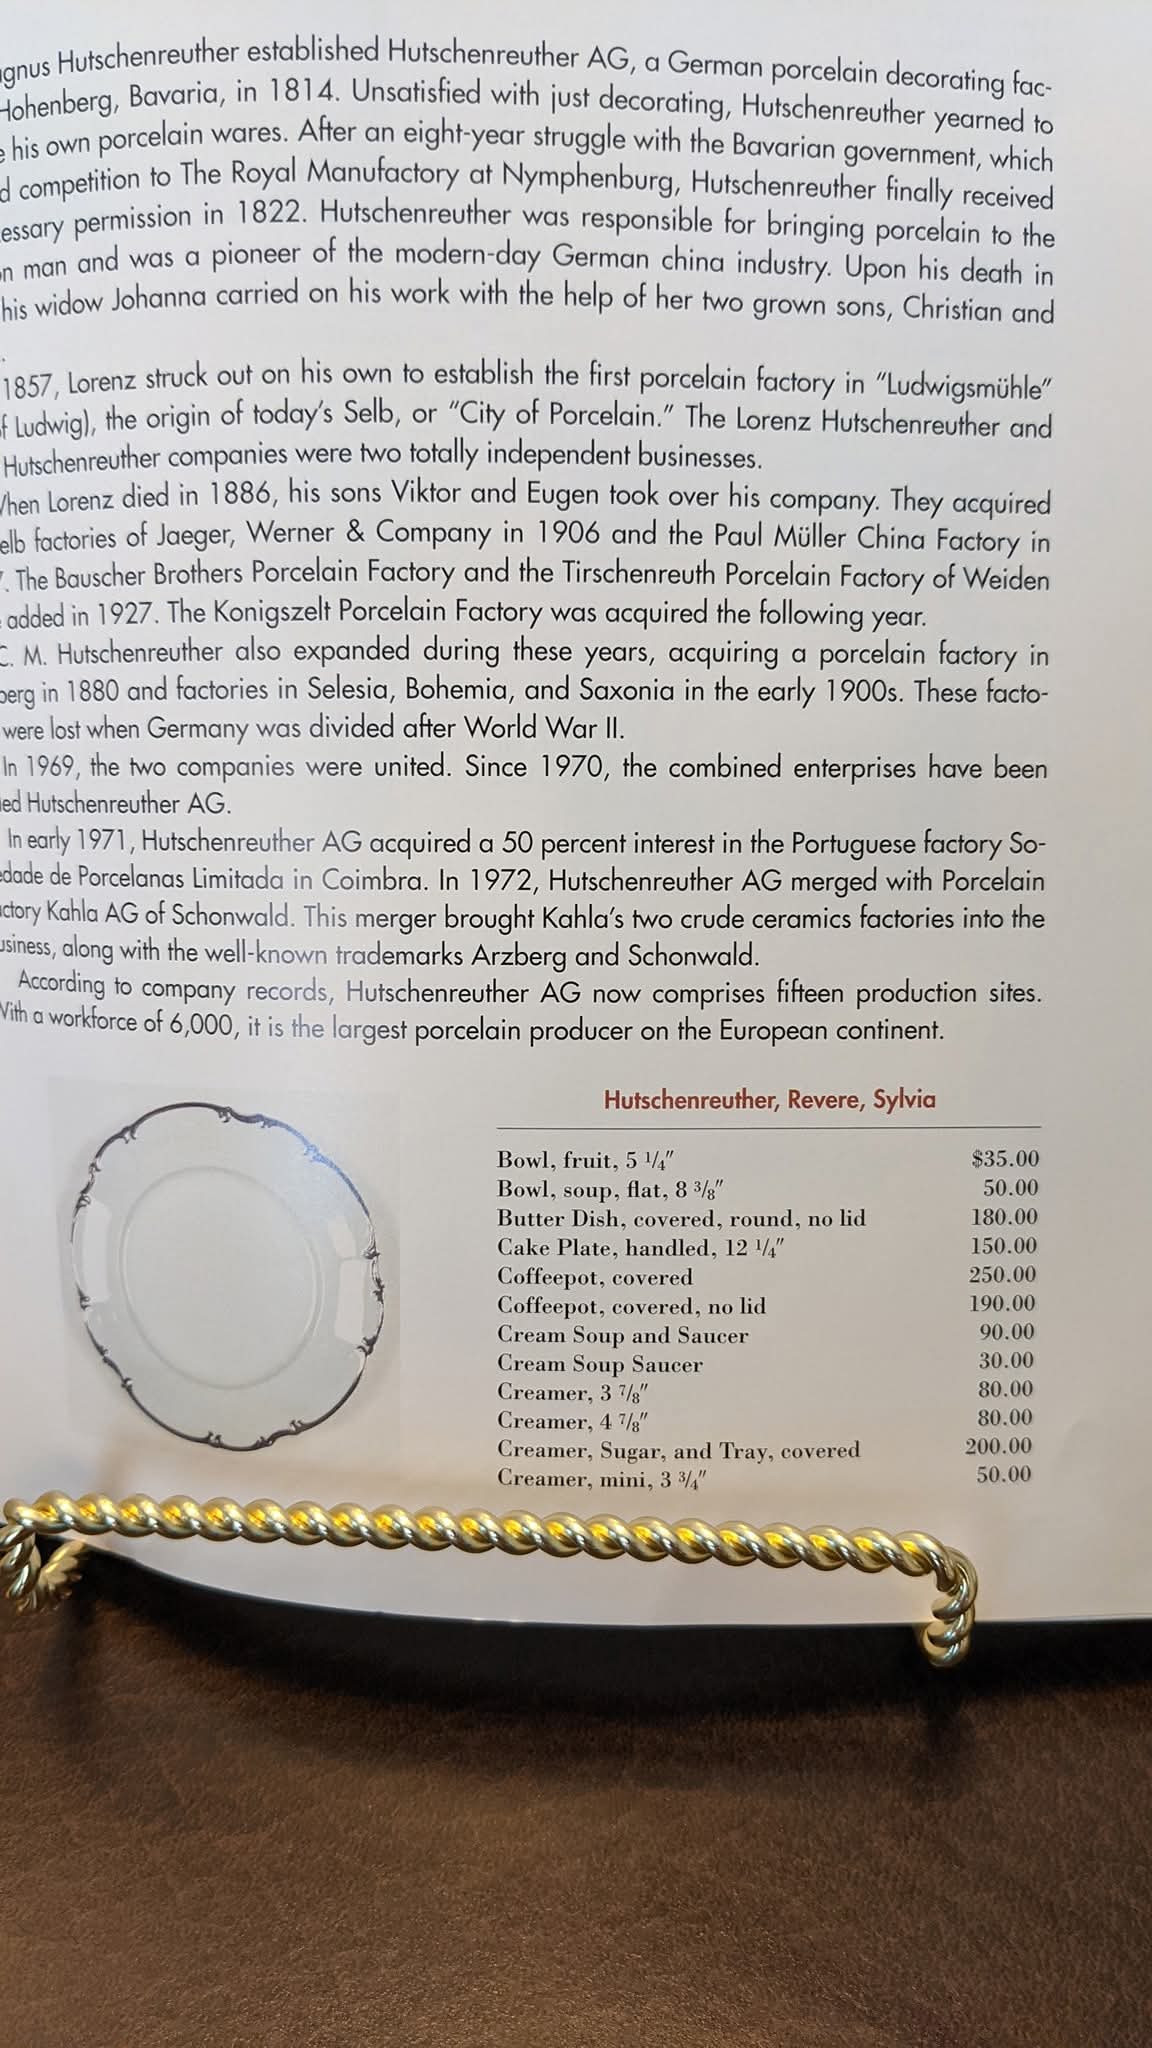 gnus Hutschenreuther established Hutschenreuther AG, a German porcelain decorating fac-
Hohenberg, Bavaria, in 1814. Unsatisfied with just decorating, Hutschenreuther yearned to
e his own porcelain wares. After an eight-year struggle with the Bavarian government, which
d competition to The Royal Manufactory at Nymphenburg, Hutschenreuther finally received
essary permission in 1822. Hutschenreuther was responsible for bringing porcelain to the
on man and was a pioneer of the modern-day German china industry. Upon his death in
his widow Johanna carried on his work with the help of her two grown sons, Christian and
.
1857, Lorenz struck out on his own to establish the first porcelain factory in “Ludwigsmühle”
f Ludwig), the origin of today’s Selb, or “City of Porcelain.” The Lorenz Hutschenreuther and
Hutschenreuther companies were two totally independent businesses.
When Lorenz died in 1886, his sons Viktor and Eugen took over his company. They acquired
elb factories of Jaeger, Werner & Company in 1906 and the Paul Müller China Factory in
. The Bauscher Brothers Porcelain Factory and the Tirschenreuth Porcelain Factory of Weiden
added in 1927. The Konigszelt Porcelain Factory was acquired the following year.
C. M. Hutschenreuther also expanded during these years, acquiring a porcelain factory in
berg in 1880 and factories in Selesia, Bohemia, and Saxonia in the early 1900s. These facto-
were lost when Germany was divided after World War II.
In 1969, the two companies were united. Since 1970, the combined enterprises have been
led Hutschenreuther AG.
In early 1971, Hutschenreuther AG acquired a 50 percent interest in the Portuguese factory So-
edade de Porcelanas Limitada in Coimbra. In 1972, Hutschenreuther AG merged with Porcelain
actory Kahla AG of Schonwald. This merger brought Kahla’s two crude ceramics factories into the
usiness, along with the well-known trademarks Arzberg and Schonwald.
According to company records, Hutschenreuther AG now comprises fifteen production sites.
With a workforce of 6,000, it is the largest porcelain producer on the European continent.
Hutschenreuther, Revere, Sylvia
Bowl, fruit, 5 1/4" $35.00
Bowl, soup, flat, 8 3/8" 50.00
Butter Dish, covered, round, no lid 180.00
Cake Plate, handled, 12 1/4" 150.00
Coffeepot, covered 250.00
Coffeepot, covered, no lid 190.00
Cream Soup and Saucer 90.00
Cream Soup Saucer 30.00
Creamer, 3 7/8" 80.00
Creamer, 4 7/8" 80.00
Creamer, Sugar, and Tray, covered 200.00
Creamer, mini, 3 3/4" 50.00